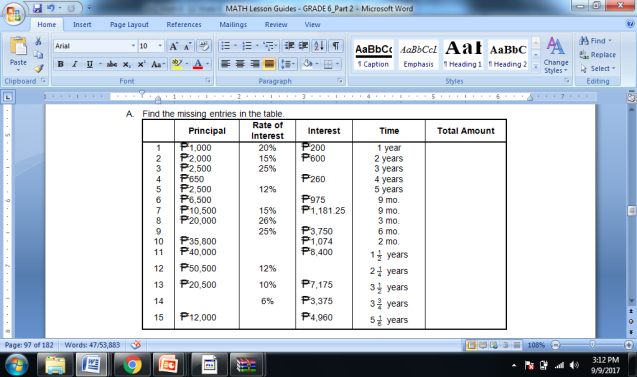 MATH Lesson Guides - GRADE 6_Part 2 - Microsoft Word
Home Insert Page Layout References Mailings Review View
Paste
Arial 10
AaBbCc AaBbCcL AaI AaBbC
¶ Caption Emphasis ¶ Heading 1 ¶ Heading 2
Change Styles
Find
Replace
Select
Clipboard Font Paragraph Styles Editing
A. Find the missing entries in the table.
Principal Rate of Interest Interest Time Total Amount
1 ₱1,000 20% ₱200 1 year
2 ₱2,000 15% ₱600 2 years
3 ₱2,500 25% 3 years
4 ₱650 ₱260 4 years
5 ₱2,500 12% 5 years
6 ₱6,500 ₱975 9 mo.
7 ₱10,500 15% ₱1,181.25 9 mo.
8 ₱20,000 26% 3 mo.
9 25% ₱3,750 6 mo.
10 ₱35,800 ₱1,074 2 mo.
11 ₱40,000 ₱8,400 1 1/2 years
12 ₱50,500 12% 2 1/4 years
13 ₱20,500 10% ₱7,175 3 1/2 years
14 6% ₱3,375 3 3/4 years
15 ₱12,000 ₱4,960 years
Page: 97 of 182 Words: 47/53,883 108%
3:12 PM
9/9/2017